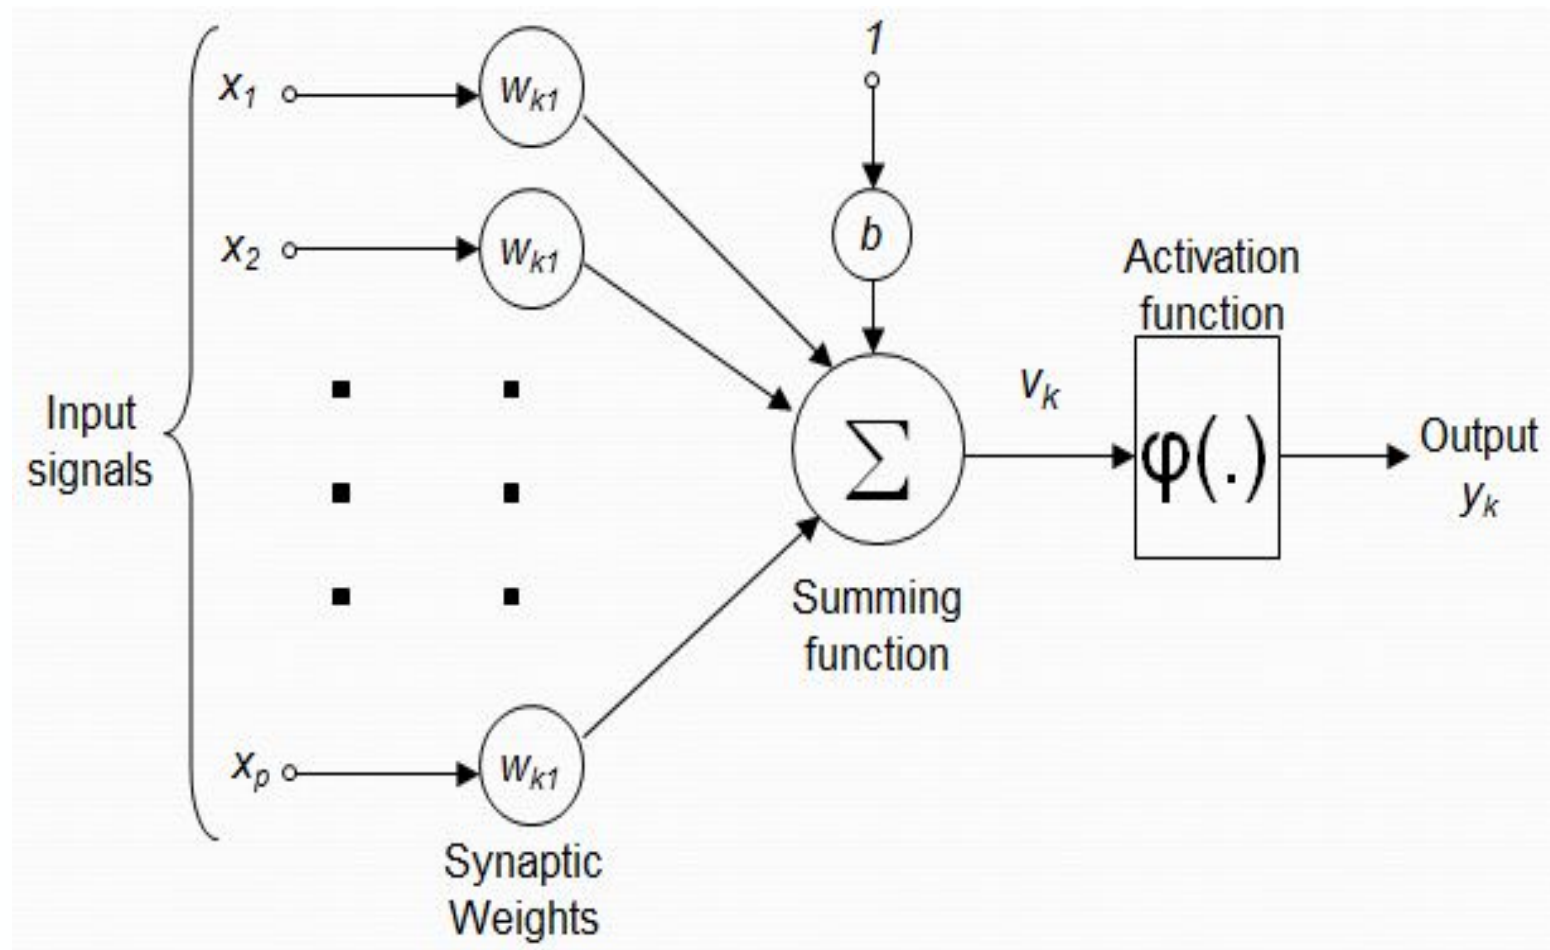 x1
wk1
1
x2
wk1
b
Activation
function
Input
signals
vk
Σ
φ(.)
Output
yk
Summing
function
xp
wk1
Synaptic
Weights